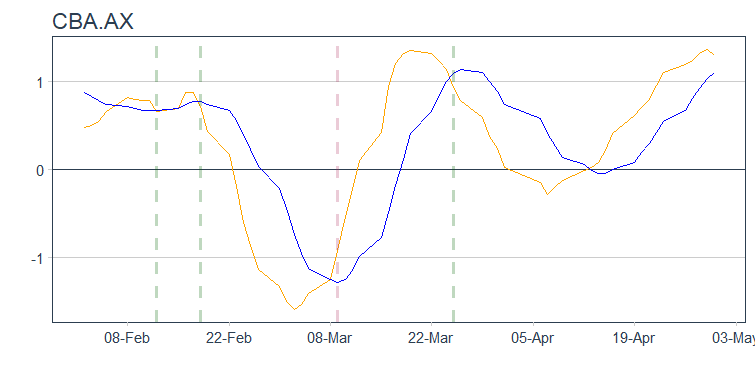 CBA.AX
1
0
-1
08-Feb
22-Feb
08-Mar
22-Mar
05-Apr
19-Apr
03-May